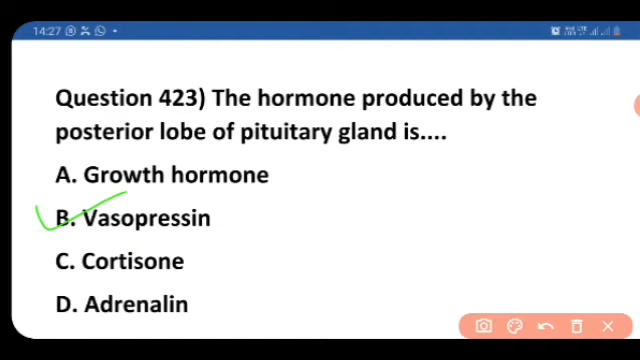 14:27
Question 423) The hormone produced by the
posterior lobe of pituitary gland is....
A. Growth hormone
B. Vasopressin
C. Cortisone
D. Adrenalin